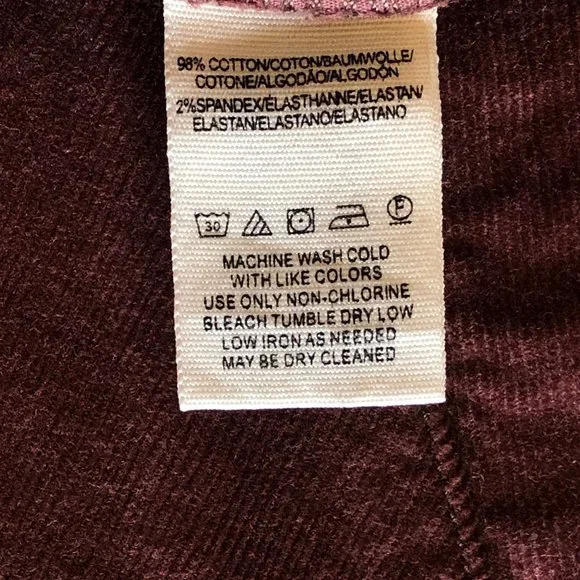 98% COTTON/COTON/BAUMWOLLE/
COTONE/ALGODÃO/ALGODÓN
2%SPANDEX/ÉLASTHANNE/ELASTAN/
ELASTAN/ELASTANO/ELASTANO
30 F
MACHINE WASH COLD
WITH LIKE COLORS
USE ONLY NON-CHLORINE
BLEACH TUMBLE DRY LOW
LOW IRON AS NEEDED
MAY BE DRY CLEANED